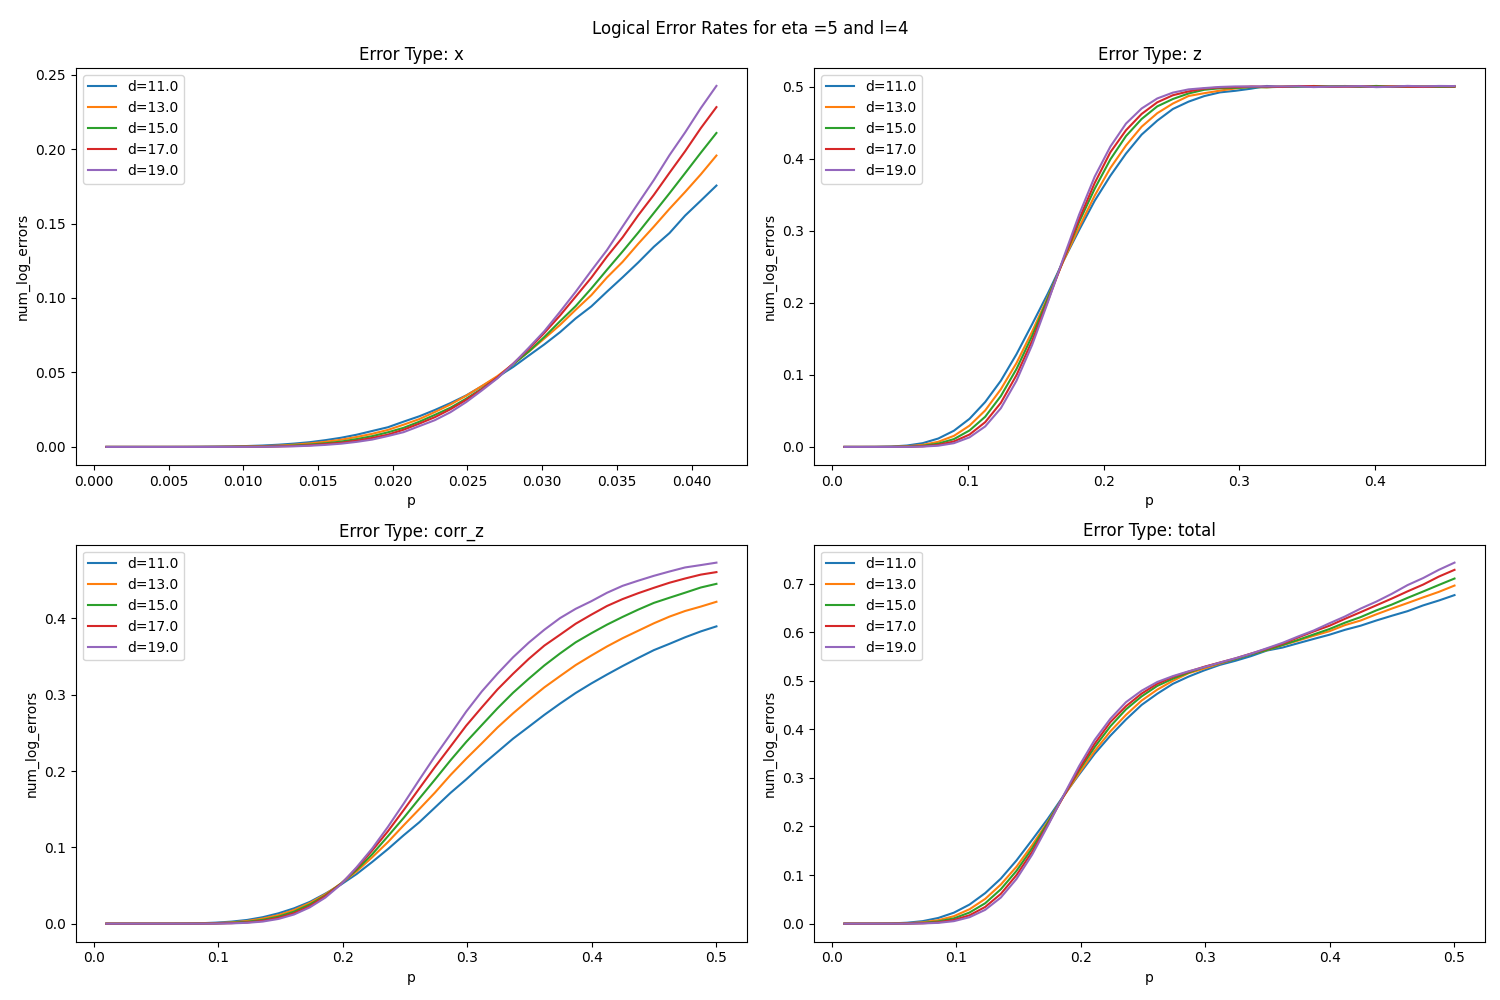 Logical Error Rates for eta =5 and l=4
Error Type: x
0.25
0.20
0.15
0.10
0.05
0.00
num_log_errors
d=11.0
d=13.0
d=15.0
d=17.0
d=19.0
0.000 0.005 0.010 0.015 0.020 0.025 0.030 0.035 0.040
p
Error Type: z
0.5
0.4
0.3
0.2
0.1
0.0
num_log_errors
d=11.0
d=13.0
d=15.0
d=17.0
d=19.0
0.0 0.1 0.2 0.3 0.4
p
Error Type: corr_z
0.4
0.3
0.2
0.1
0.0
num_log_errors
d=11.0
d=13.0
d=15.0
d=17.0
d=19.0
0.0 0.1 0.2 0.3 0.4 0.5
p
Error Type: total
0.7
0.6
0.5
0.4
0.3
0.2
0.1
0.0
num_log_errors
d=11.0
d=13.0
d=15.0
d=17.0
d=19.0
0.0 0.1 0.2 0.3 0.4 0.5
p